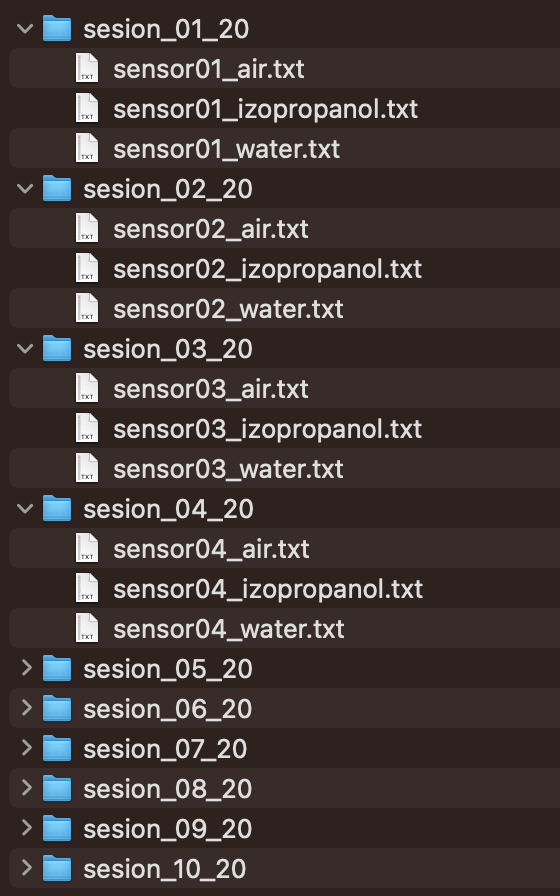 sesion_01_20
sensor01_air.txt
sensor01_izopropanol.txt
sensor01_water.txt
sesion_02_20
sensor02_air.txt
sensor02_izopropanol.txt
sensor02_water.txt
sesion_03_20
sensor03_air.txt
sensor03_izopropanol.txt
sensor03_water.txt
sesion_04_20
sensor04_air.txt
sensor04_izopropanol.txt
sensor04_water.txt
sesion_05_20
sesion_06_20
sesion_07_20
sesion_08_20
sesion_09_20
sesion_10_20